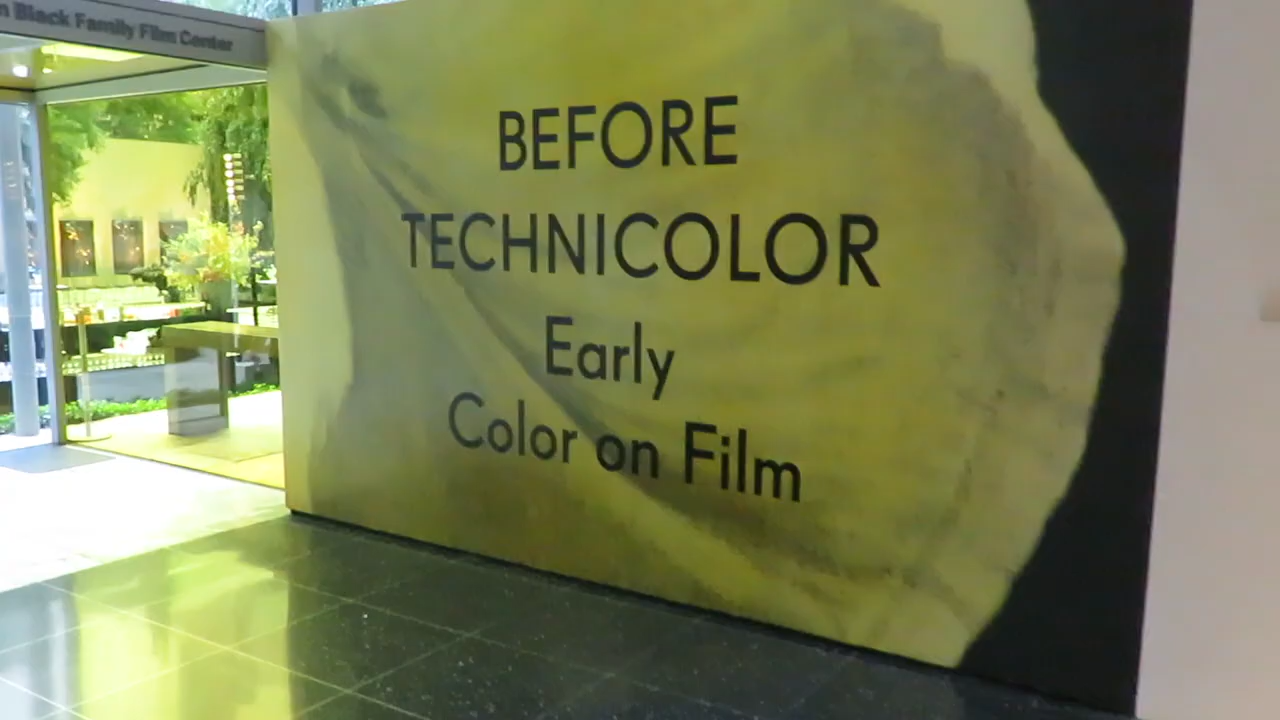 n Black Family Film Center
BEFORE
TECHNICOLOR
Early
Color on Film